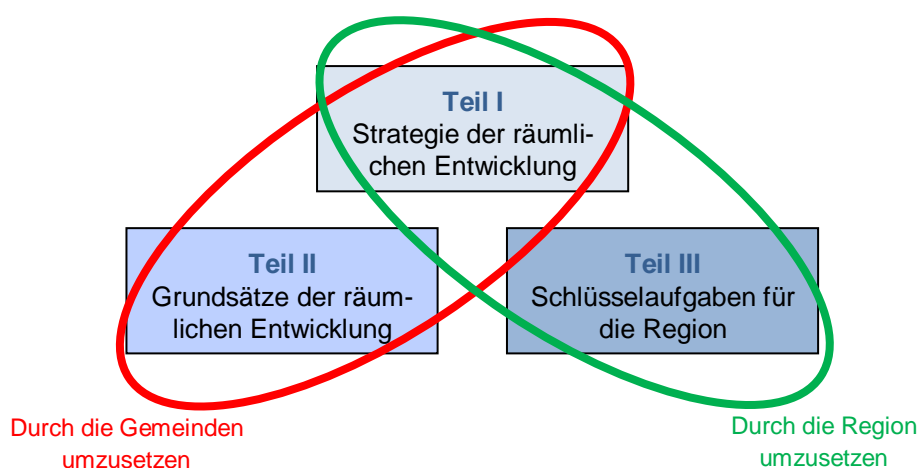 Teil I
Strategie der räumli-
chen Entwicklung
Teil II
Grundsätze der räum-
lichen Entwicklung
Teil III
Schlüsselaufgaben für
die Region
Durch die Gemeinden
umzusetzen
Durch die Region
umzusetzen